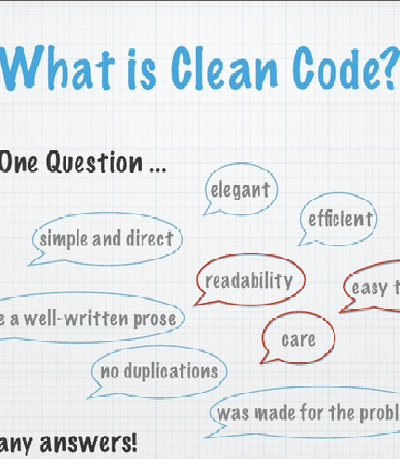 What is Clean Code?
One Question ...
elegant
efficient
simple and direct
readability
easy t
e a well-written prose
care
no duplications
was made for the probl
any answers!